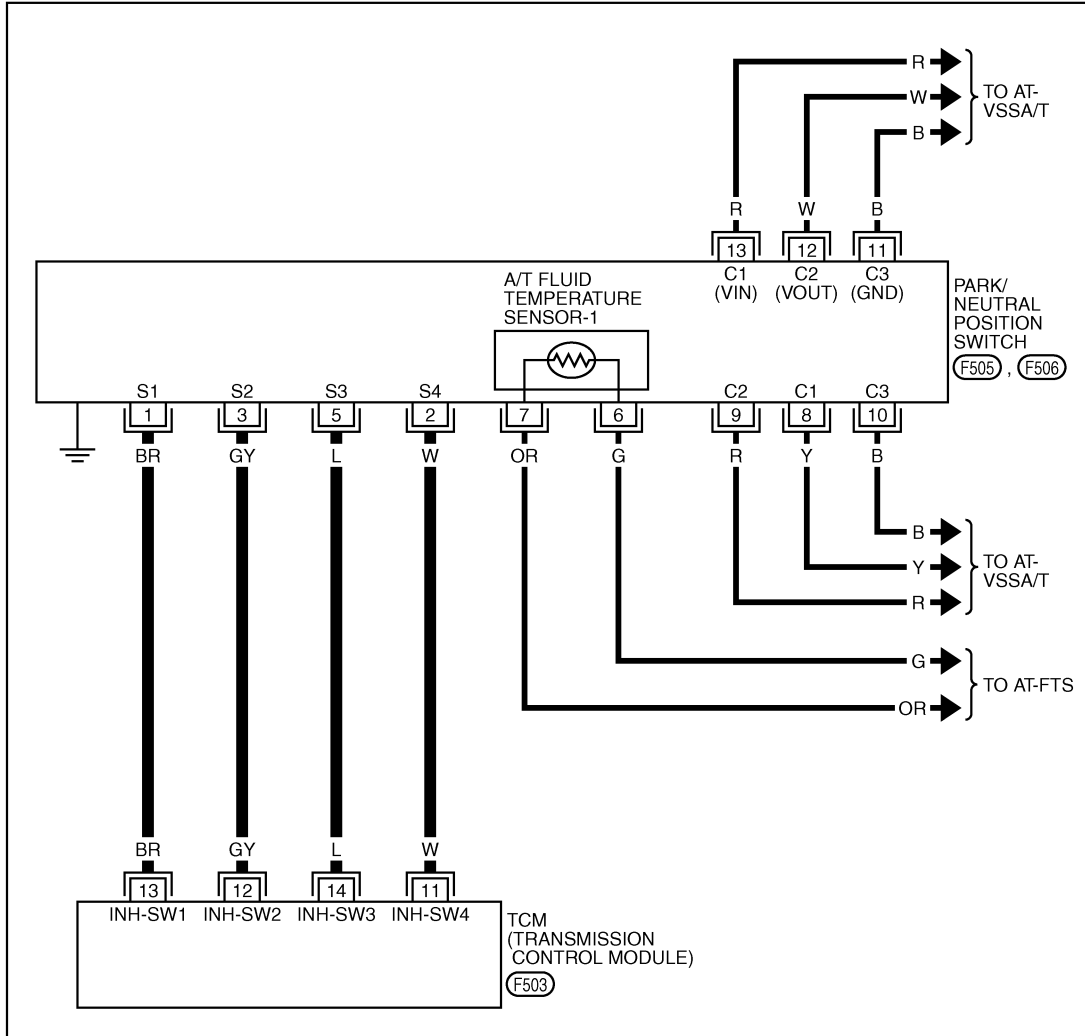 R
W
B
TO AT-
VSSA/T
R W B
13 12 11
C1 C2 C3
(VIN) (VOUT) (GND)
A/T FLUID
TEMPERATURE
SENSOR-1
PARK/
NEUTRAL
POSITION
SWITCH
F505 , F506
S1 S2 S3 S4 C2 C1 C3
1 3 5 2 7 6 9 8 10
BR GY L W OR G R Y B
B
Y
R
TO AT-
VSSA/T
G
OR
TO AT-FTS
BR GY L W
13 12 14 11
INH-SW1 INH-SW2 INH-SW3 INH-SW4
TCM
(TRANSMISSION
CONTROL MODULE)
F503